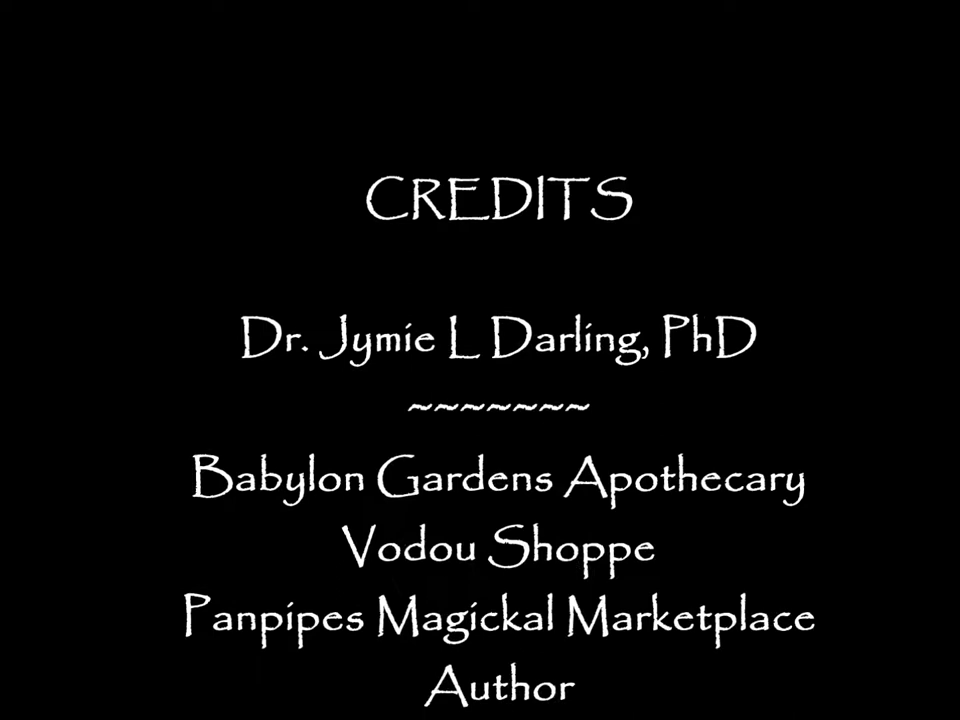 CREDITS
Dr. Jymie L Darling, PhD
~~~~~~~
Babylon Gardens Apothecary
Vodou Shoppe
Panpipes Magickal Marketplace
Author